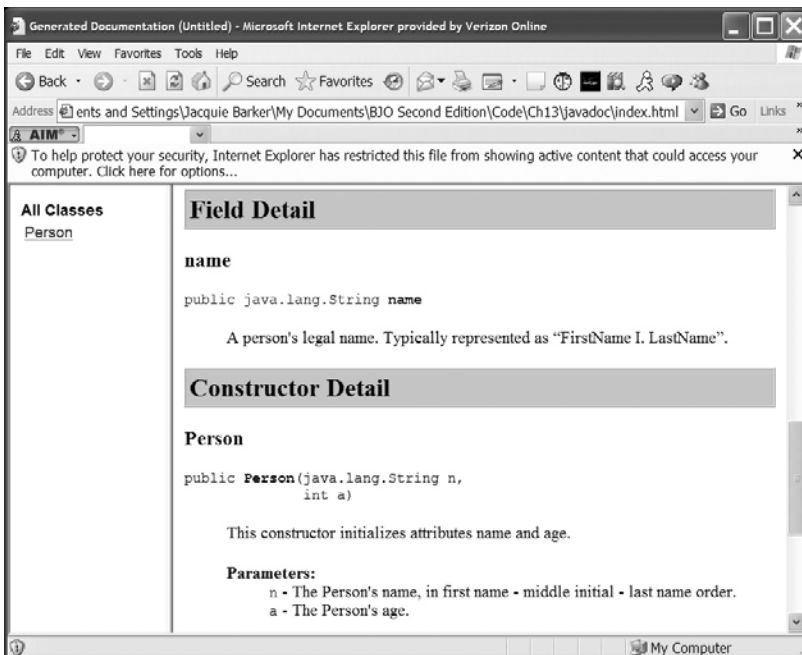 Generated Documentation (Untitled) - Microsoft Internet Explorer provided by Verizon Online
File Edit View Favorites Tools Help
Back Search Favorites
Address ents and Settings\Jacquie Barker\My Documents\BJO Second Edition\Code\Ch13\javadoc\index.html Go Links »
AIM® »
To help protect your security, Internet Explorer has restricted this file from showing active content that could access your
computer. Click here for options...
All Classes
Person
Field Detail
name
public java.lang.String name
A person's legal name. Typically represented as “FirstName I. LastName”.
Constructor Detail
Person
public Person(java.lang.String n,
int a)
This constructor initializes attributes name and age.
Parameters:
n - The Person's name, in first name - middle initial - last name order.
a - The Person's age.
My Computer